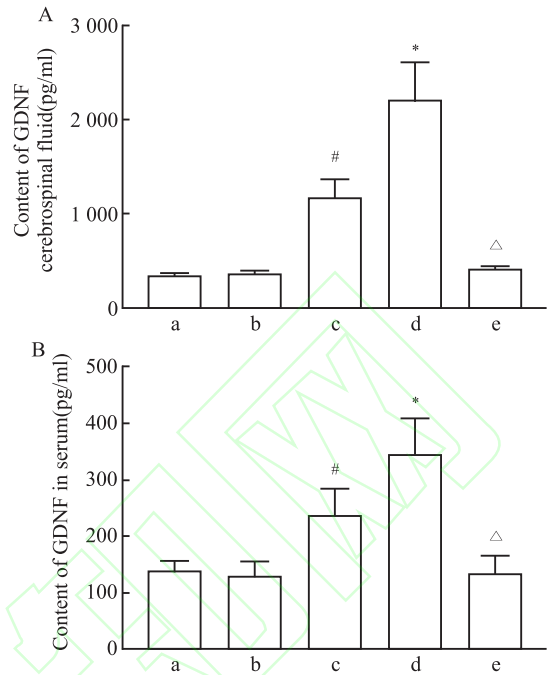 A
Content of GDNF
cerebrospinal fluid(pg/ml)
3 000
2 000
1 000
0
#
*
△
a b c d e
B
Content of GDNF in serum(pg/ml)
500
400
300
200
100
0
#
*
△
a b c d e